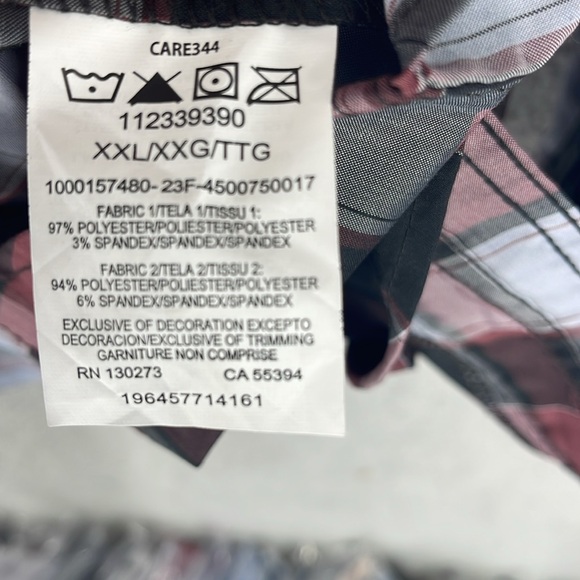 CARE344
112339390
XXL/XXG/TTG
1000157480- 23F-4500750017
FABRIC 1/TELA 1/TISSU 1:
97% POLYESTER/POLIESTER/POLYESTER
3% SPANDEX/SPANDEX/SPANDEX
FABRIC 2/TELA 2/TISSU 2:
94% POLYESTER/POLIESTER/POLYESTER
6% SPANDEX/SPANDEX/SPANDEX
EXCLUSIVE OF DECORATION EXCEPTO
DECORACION/EXCLUSIVE OF TRIMMING
GARNITURE NON COMPRISE
RN 130273 CA 55394
196457714161